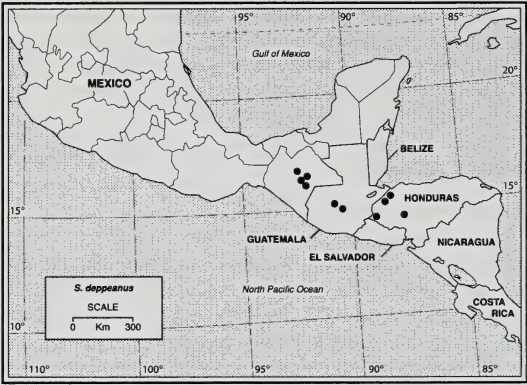 95°
90°
85°
Gulf of Mexico
20°
MEXICO
BELIZE
15°
HONDURAS
15°
GUATEMALA
NICARAGUA
EL SALVADOR
S. deppeanus
SCALE
0 Km 300
North Pacific Ocean
COSTA
RICA
10°
110°
100°
95°
90°
85°